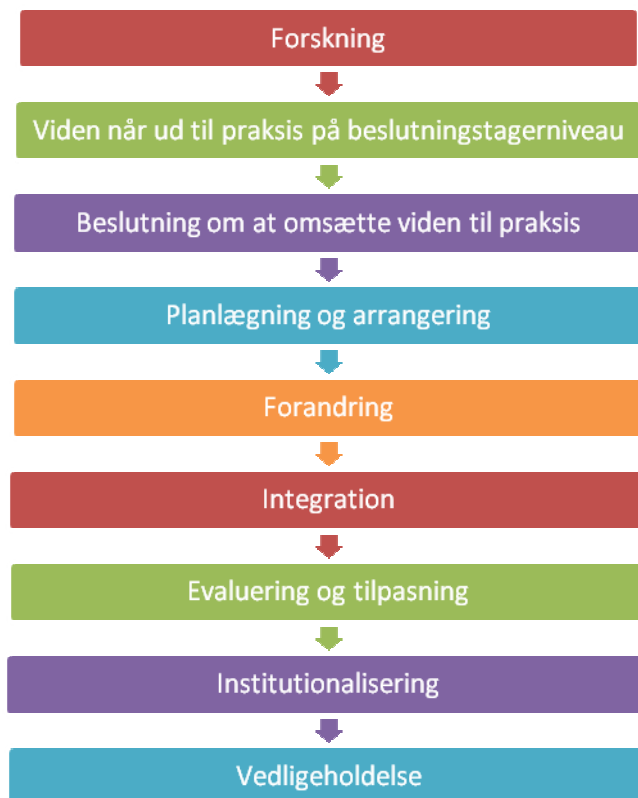 Forskning
Viden når ud til praksis på beslutningstagerniveau
Beslutning om at omsætte viden til praksis
Planlægning og arrangering
Forandring
Integration
Evaluering og tilpasning
Institutionalisering
Vedligeholdelse